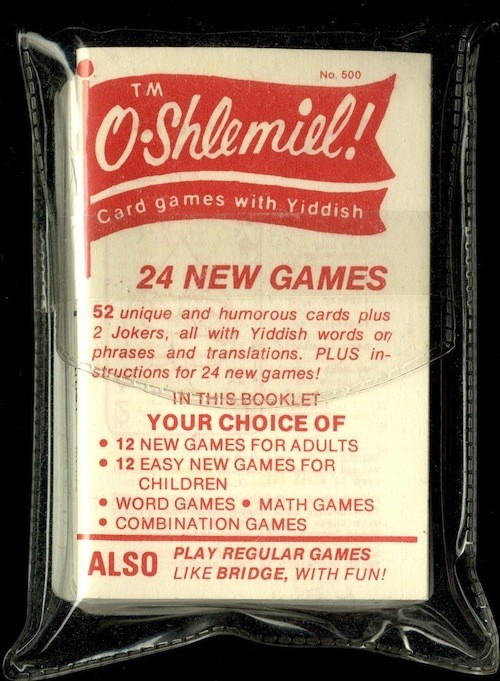 No. 500
TM
O·Shlemiel!
Card games with Yiddish
24 NEW GAMES
52 unique and humorous cards plus
2 Jokers, all with Yiddish words or
phrases and translations. PLUS in-
structions for 24 new games!
IN THIS BOOKLET
YOUR CHOICE OF
• 12 NEW GAMES FOR ADULTS
• 12 EASY NEW GAMES FOR
CHILDREN
• WORD GAMES • MATH GAMES
• COMBINATION GAMES
ALSO PLAY REGULAR GAMES
LIKE BRIDGE, WITH FUN!